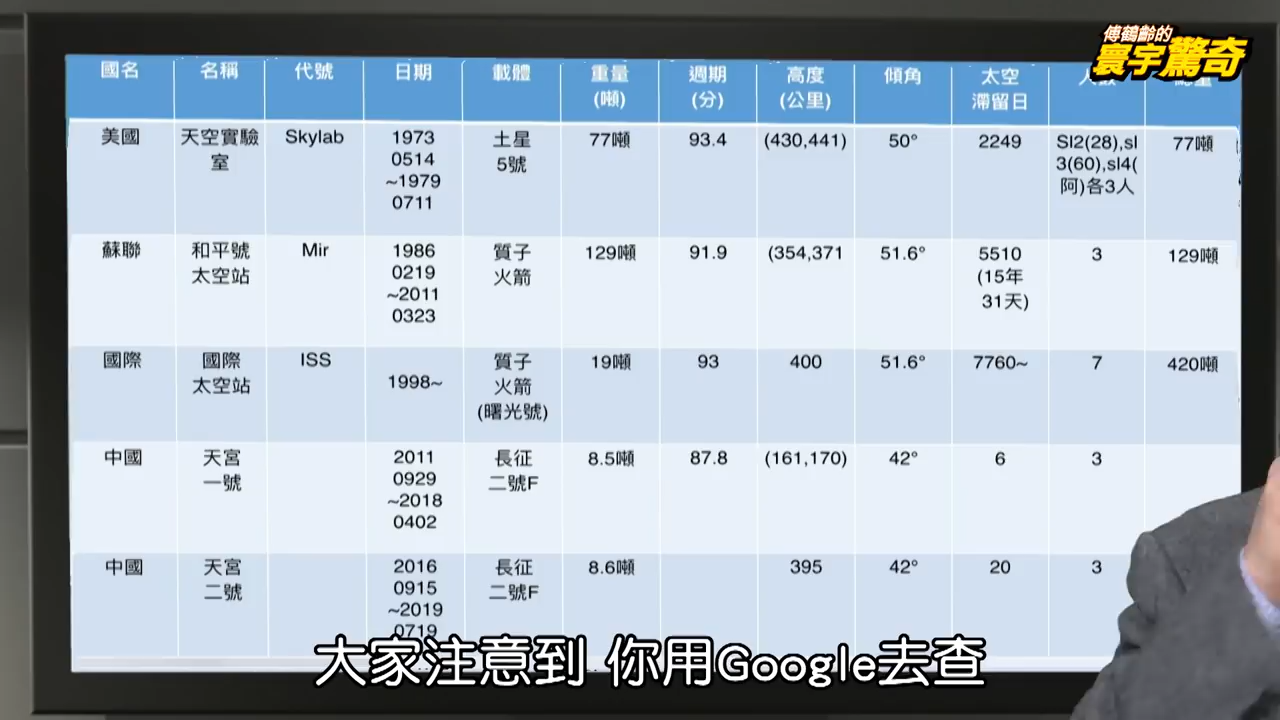 傅鶴齡的
寰宇驚奇
國名 名稱 代號 日期 載體 重量 週期 高度 傾角 太空
(噸) (分) (公里) 滯留日
美國 天空實驗 Skylab 1973 土星 77噸 93.4 (430,441) 50° 2249 Sl2(28),sl 77噸
室 0514 5號 3(60),sl4(
~1979 阿)各3人
0711
蘇聯 和平號 Mir 1986 質子 129噸 91.9 (354,371 51.6° 5510 3 129噸
太空站 0219 火箭 (15年
~2011 31天)
0323
國際 國際 ISS 質子 19噸 93 400 51.6° 7760~ 7 420噸
太空站 1998~ 火箭
(曙光號)
中國 天宮 2011 長征 8.5噸 87.8 (161,170) 42° 6 3
一號 0929 二號F
~2018
0402
中國 天宮 2016 長征 8.6噸 395 42° 20 3
二號 0915 二號F
~2019
0719
大家注意到 你用Google去查